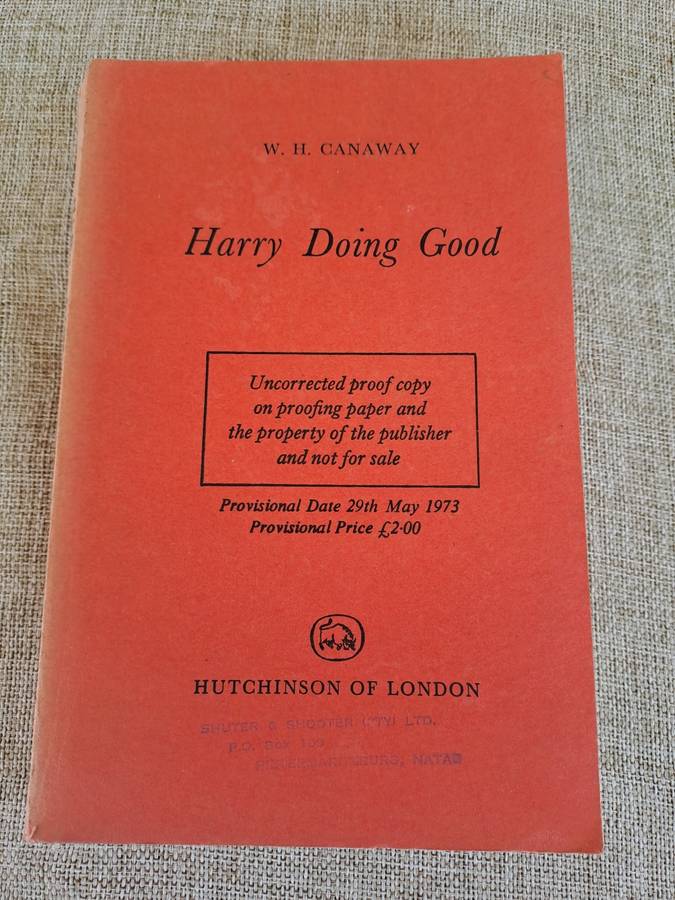 W. H. CANAWAY
Harry Doing Good
Uncorrected proof copy
on proofing paper and
the property of the publisher
and not for sale
Provisional Date 29th May 1973
Provisional Price £2·00
HUTCHINSON OF LONDON
SHUTER & SHOOTER (PTY) LTD.
P.O. Box
PIETERMARITZBURG, NATAL